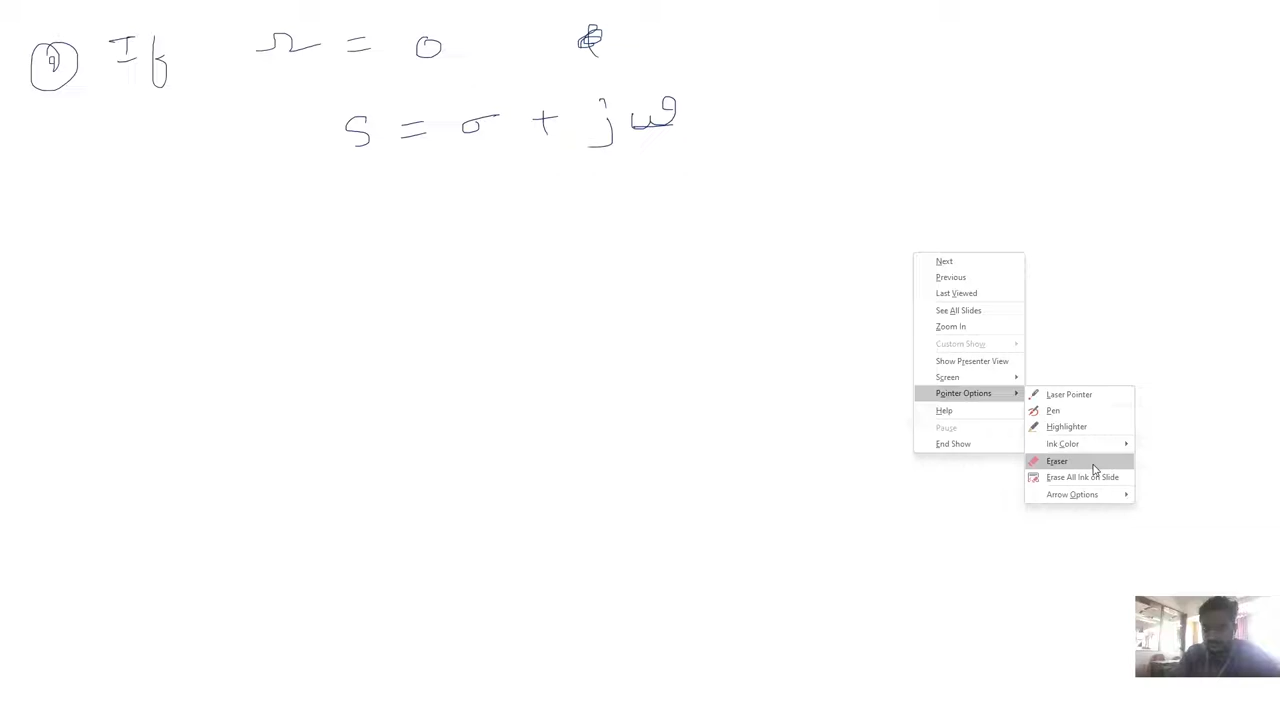 ① If Ω = 0
s = σ + jω
Next
Previous
Last Viewed
See All Slides
Zoom In
Custom Show
Show Presenter View
Screen
Pointer Options
Help
Pause
End Show
Laser Pointer
Pen
Highlighter
Ink Color
Eraser
Erase All Ink on Slide
Arrow Options